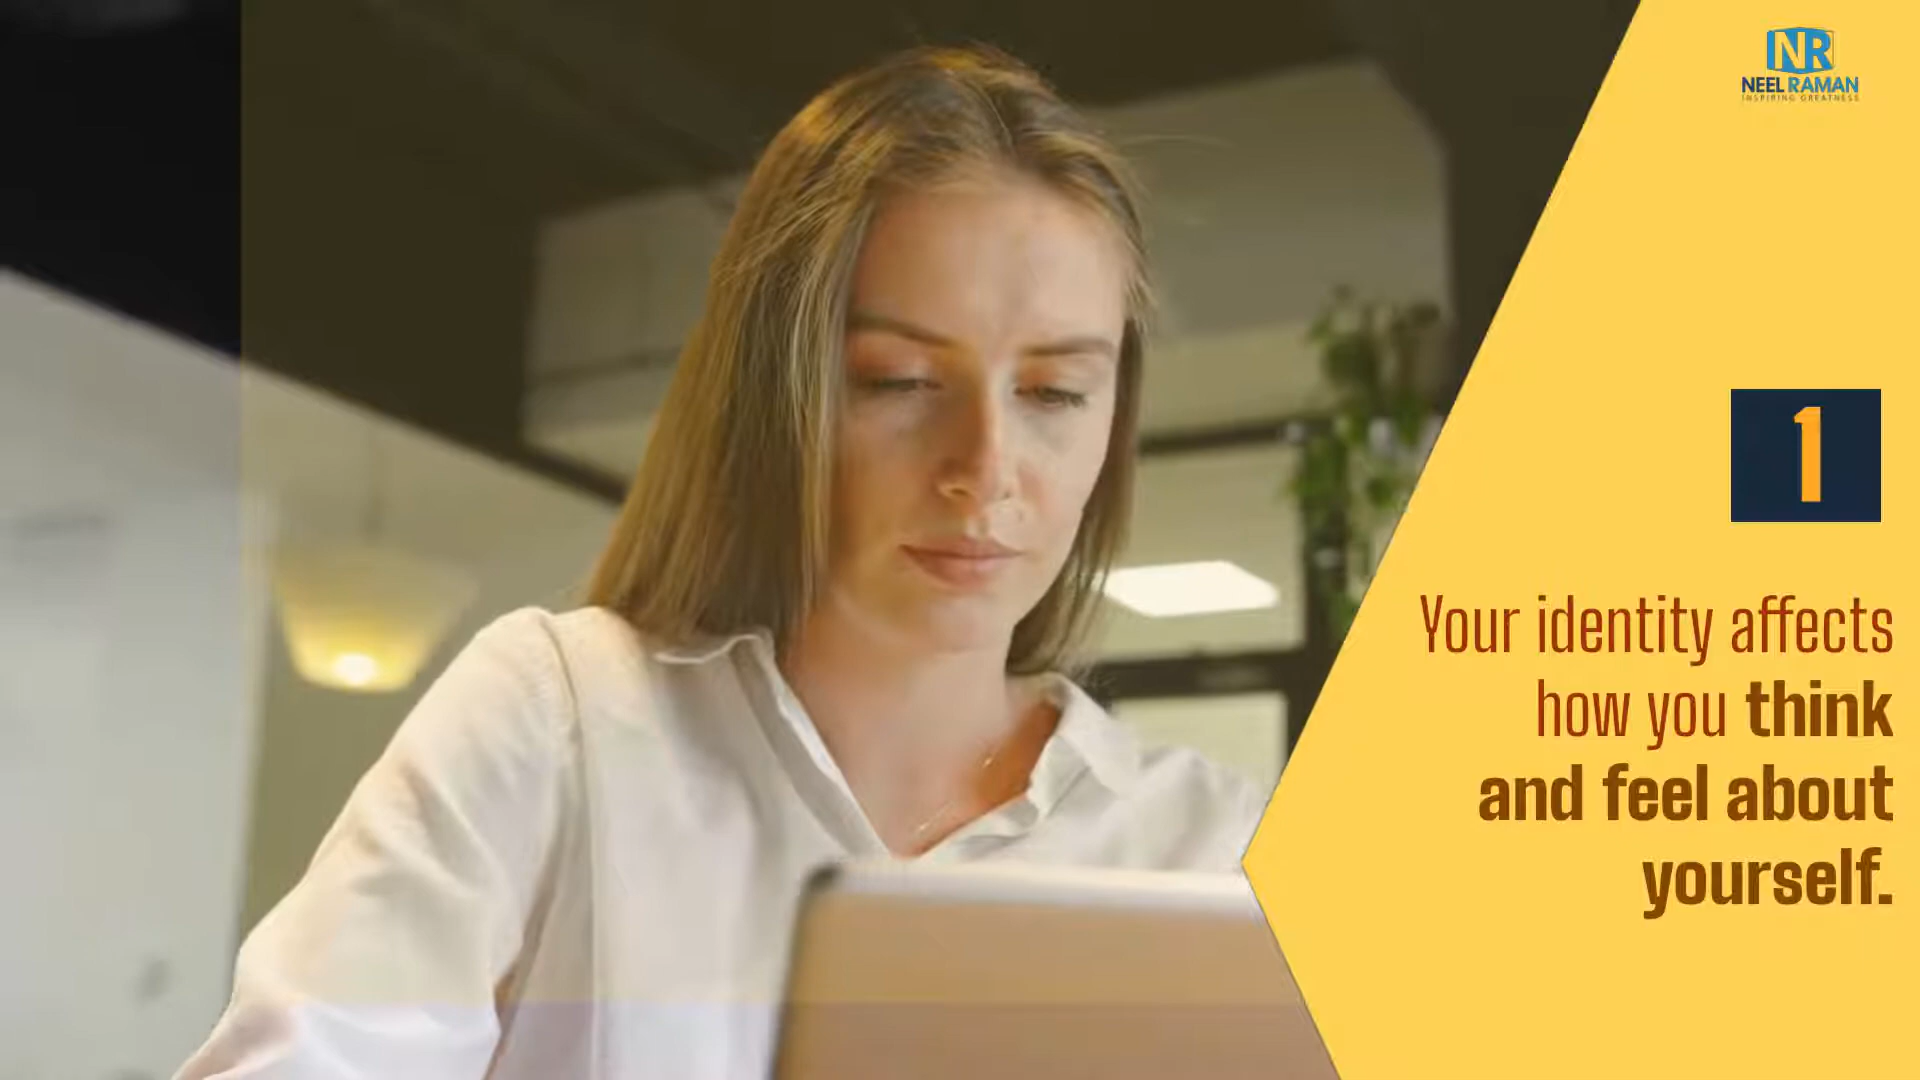 NR
NEEL RAMAN
INSPIRING GREATNESS
1
Your identity affects
how you think
and feel about
yourself.